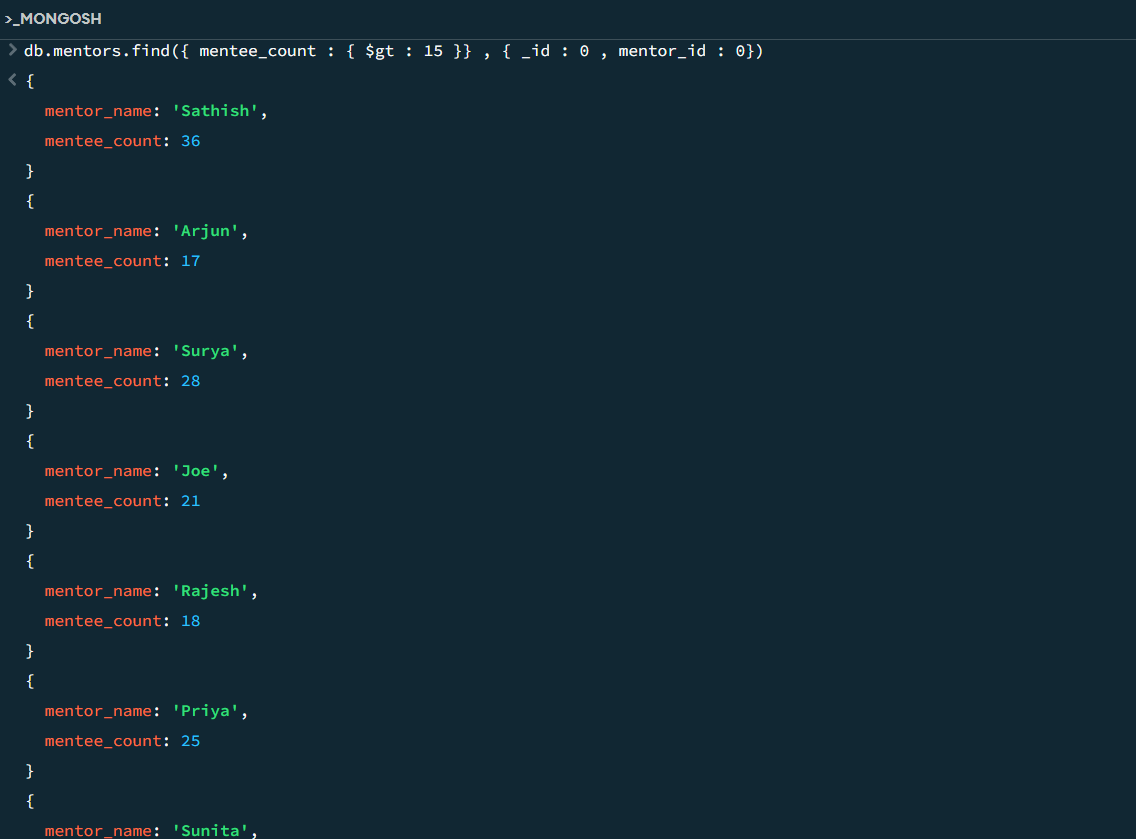 >_MONGOSH
> db.mentors.find({ mentee_count : { $gt : 15 }} , { _id : 0 , mentor_id : 0})
< {
mentor_name: 'Sathish',
mentee_count: 36
}
{
mentor_name: 'Arjun',
mentee_count: 17
}
{
mentor_name: 'Surya',
mentee_count: 28
}
{
mentor_name: 'Joe',
mentee_count: 21
}
{
mentor_name: 'Rajesh',
mentee_count: 18
}
{
mentor_name: 'Priya',
mentee_count: 25
}
{
mentor_name: 'Sunita',